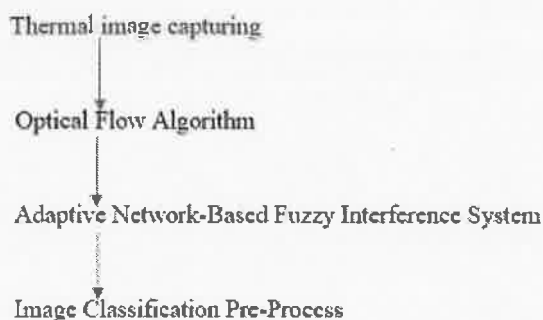 Thermal image capturing
Optical Flow Algorithm
Adaptive Network-Based Fuzzy Interference System
Image Classification Pre-Process